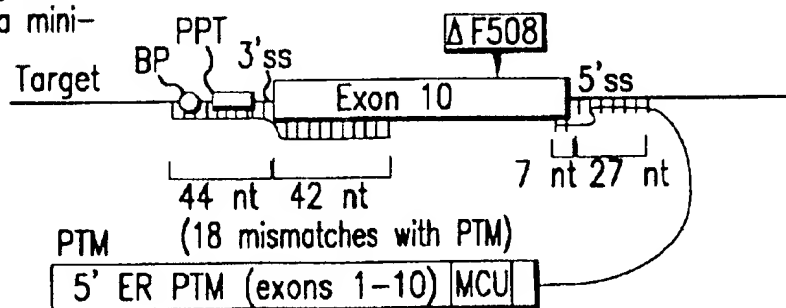 a mini-
BP PPT 3'ss ΔF508
Target Exon 10 5'ss
44 nt 42 nt 7 nt 27 nt
(18 mismatches with PTM)
PTM
5' ER PTM (exons 1-10) MCU